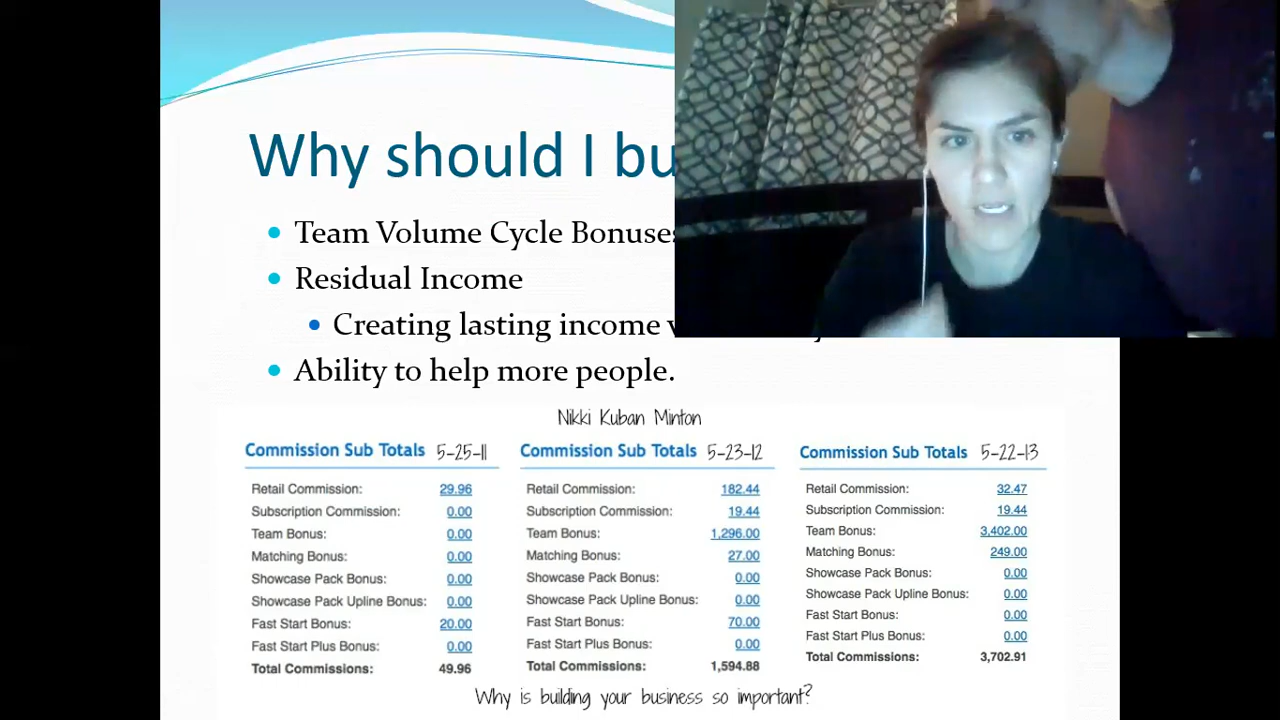 Why should I bu
Team Volume Cycle Bonuses
Residual Income
Creating lasting income
Ability to help more people.
Nikki Kuban Minton
Commission Sub Totals 5-25-11
Retail Commission: 29.96
Subscription Commission: 0.00
Team Bonus: 0.00
Matching Bonus: 0.00
Showcase Pack Bonus: 0.00
Showcase Pack Upline Bonus: 0.00
Fast Start Bonus: 20.00
Fast Start Plus Bonus: 0.00
Total Commissions: 49.96
Commission Sub Totals 5-23-12
Retail Commission: 182.44
Subscription Commission: 19.44
Team Bonus: 1,296.00
Matching Bonus: 27.00
Showcase Pack Bonus: 0.00
Showcase Pack Upline Bonus: 0.00
Fast Start Bonus: 70.00
Fast Start Plus Bonus: 0.00
Total Commissions: 1,594.88
Commission Sub Totals 5-22-13
Retail Commission: 32.47
Subscription Commission: 19.44
Team Bonus: 3,402.00
Matching Bonus: 249.00
Showcase Pack Bonus: 0.00
Showcase Pack Upline Bonus: 0.00
Fast Start Bonus: 0.00
Fast Start Plus Bonus: 0.00
Total Commissions: 3,702.91
Why is building your business so important?